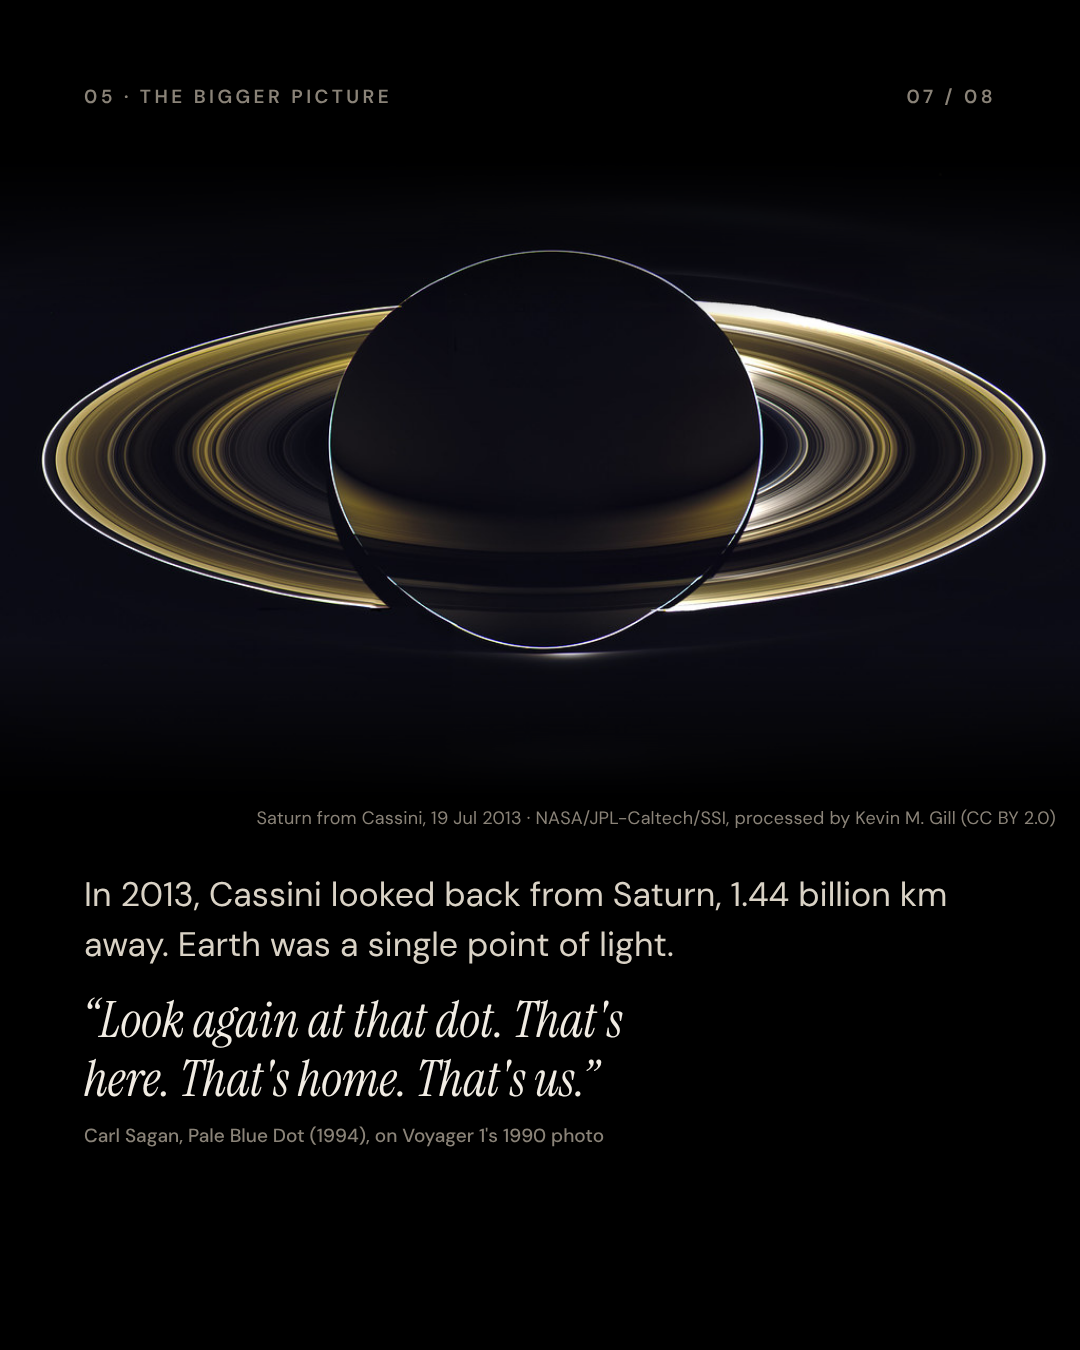 05 · THE BIGGER PICTURE
07 / 08
Saturn from Cassini, 19 Jul 2013 · NASA/JPL-Caltech/SSI, processed by Kevin M. Gill (CC BY 2.0)
In 2013, Cassini looked back from Saturn, 1.44 billion km
away. Earth was a single point of light.
“Look again at that dot. That's
here. That's home. That's us.”
Carl Sagan, Pale Blue Dot (1994), on Voyager 1's 1990 photo